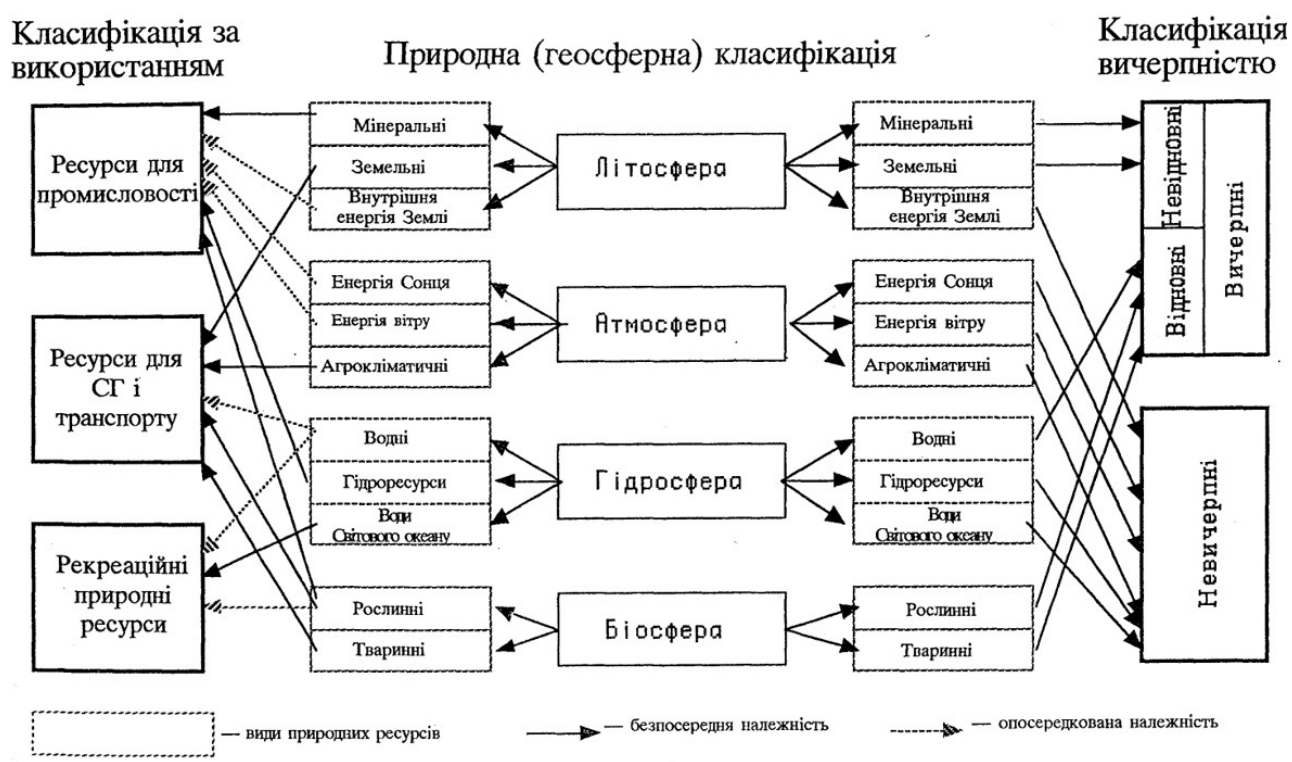 Класифікація за
використанням
Природна (геосферна) класифікація
Класифікація
вичерпністю
Ресурси для
промисловості
Ресурси для
СГ і
транспорту
Рекреаційні
природні
ресурси
Мінеральні
Земельні
Внутрішня
енергія Землі
Енергія Сонця
Енергія вітру
Агрокліматичні
Водні
Гідроресурси
Води
Світового океану
Рослинні
Тваринні
Літосфера
Атмосфера
Гідросфера
Біосфера
Мінеральні
Земельні
Внутрішня
енергія Землі
Енергія Сонця
Енергія вітру
Агрокліматичні
Водні
Гідроресурси
Води
Світового океану
Рослинні
Тваринні
Невідновні
Відновні
Вичерпні
Невичерпні
— види природних ресурсів
— безпосередня належність
— опосередкована належність